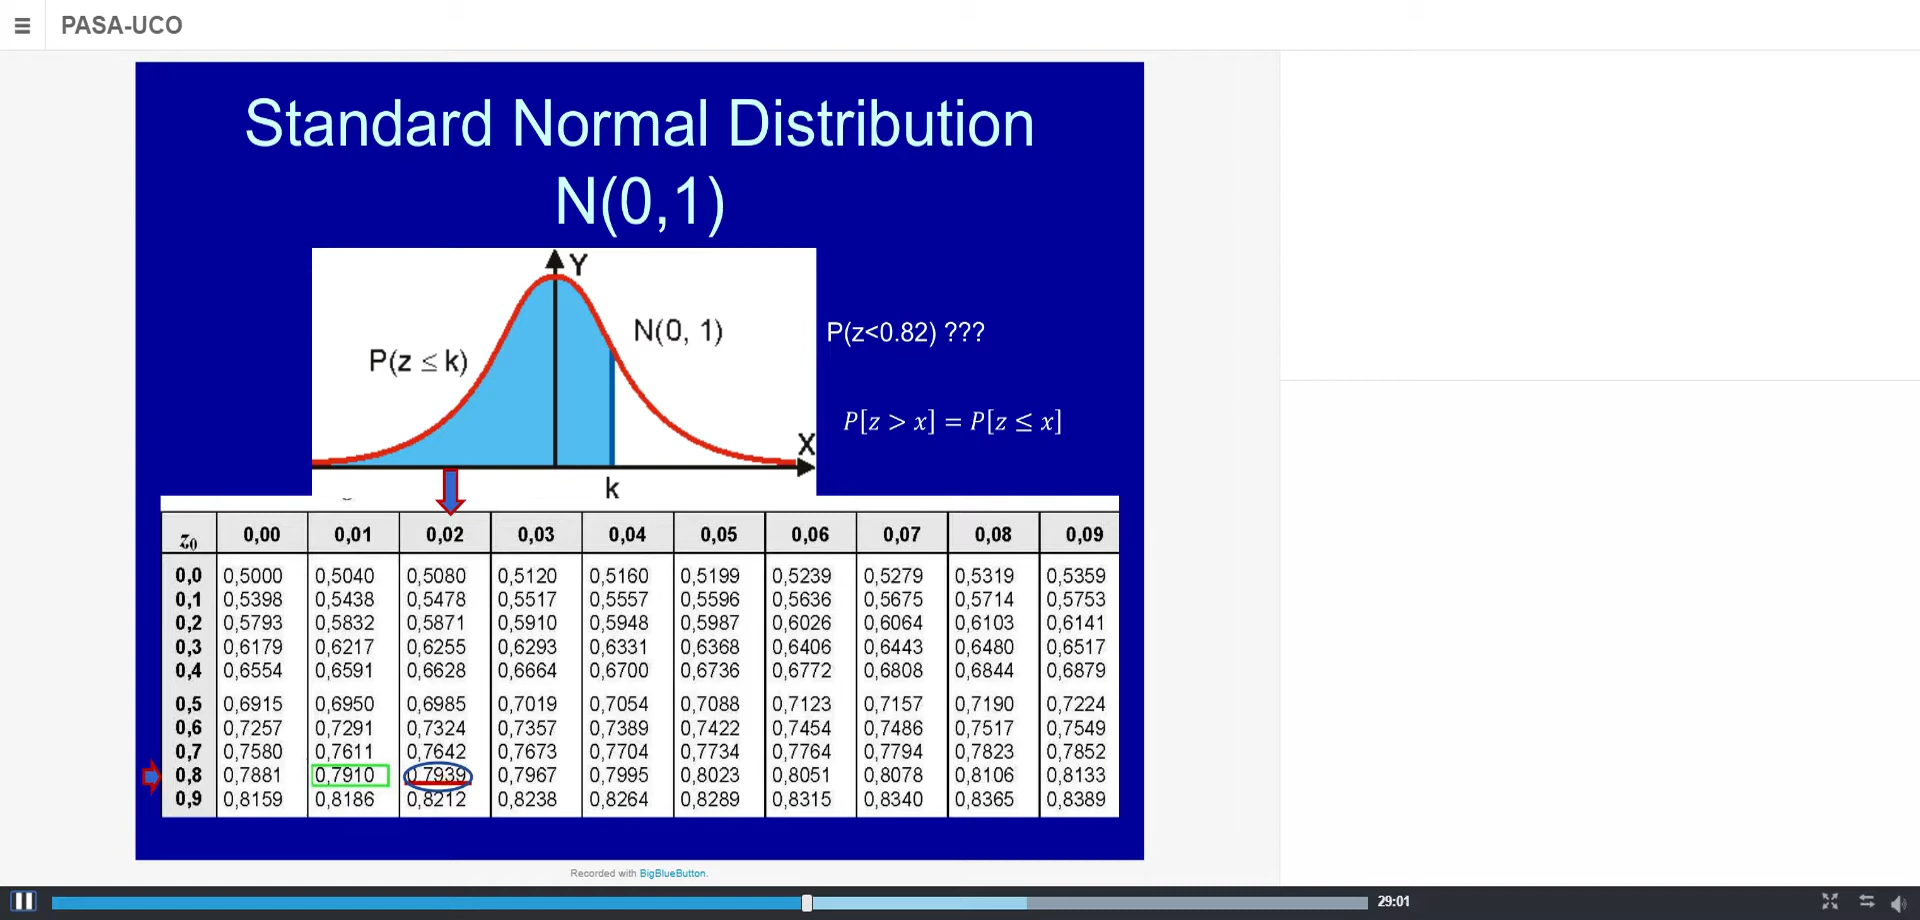 PASA-UCO
Standard Normal Distribution
N(0,1)
Y
N(0, 1)
P(z ≤ k)
X
k
P(z<0.82) ???
P[z > x] = P[z ≤ x]
z₀ 0,00 0,01 0,02 0,03 0,04 0,05 0,06 0,07 0,08 0,09
0,0 0,5000 0,5040 0,5080 0,5120 0,5160 0,5199 0,5239 0,5279 0,5319 0,5359
0,1 0,5398 0,5438 0,5478 0,5517 0,5557 0,5596 0,5636 0,5675 0,5714 0,5753
0,2 0,5793 0,5832 0,5871 0,5910 0,5948 0,5987 0,6026 0,6064 0,6103 0,6141
0,3 0,6179 0,6217 0,6255 0,6293 0,6331 0,6368 0,6406 0,6443 0,6480 0,6517
0,4 0,6554 0,6591 0,6628 0,6664 0,6700 0,6736 0,6772 0,6808 0,6844 0,6879
0,5 0,6915 0,6950 0,6985 0,7019 0,7054 0,7088 0,7123 0,7157 0,7190 0,7224
0,6 0,7257 0,7291 0,7324 0,7357 0,7389 0,7422 0,7454 0,7486 0,7517 0,7549
0,7 0,7580 0,7611 0,7642 0,7673 0,7704 0,7734 0,7764 0,7794 0,7823 0,7852
0,8 0,7881 0,7910 0,7939 0,7967 0,7995 0,8023 0,8051 0,8078 0,8106 0,8133
0,9 0,8159 0,8186 0,8212 0,8238 0,8264 0,8289 0,8315 0,8340 0,8365 0,8389
Recorded with BigBlueButton.
29:01